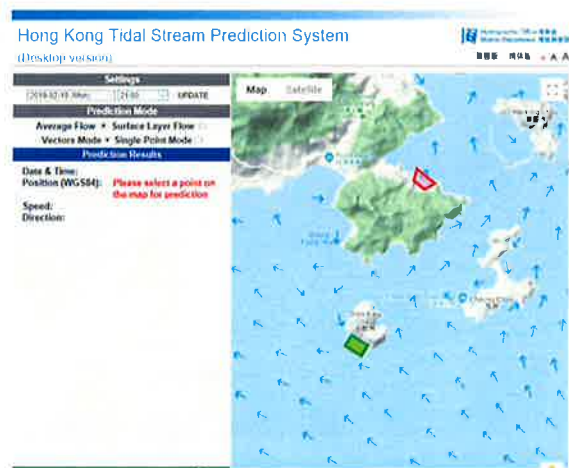 Hong Kong Tidal Stream Prediction System
(Desktop version)
Settings
21:00 UPDATE
Prediction Mode
Average Flow Surface Layer Flow
Vectors Mode Single Point Mode
Prediction Results
Date & Time:
Position (WGS84): Please select a point on
the map for prediction
Speed:
Direction:
Map Satellite
A A